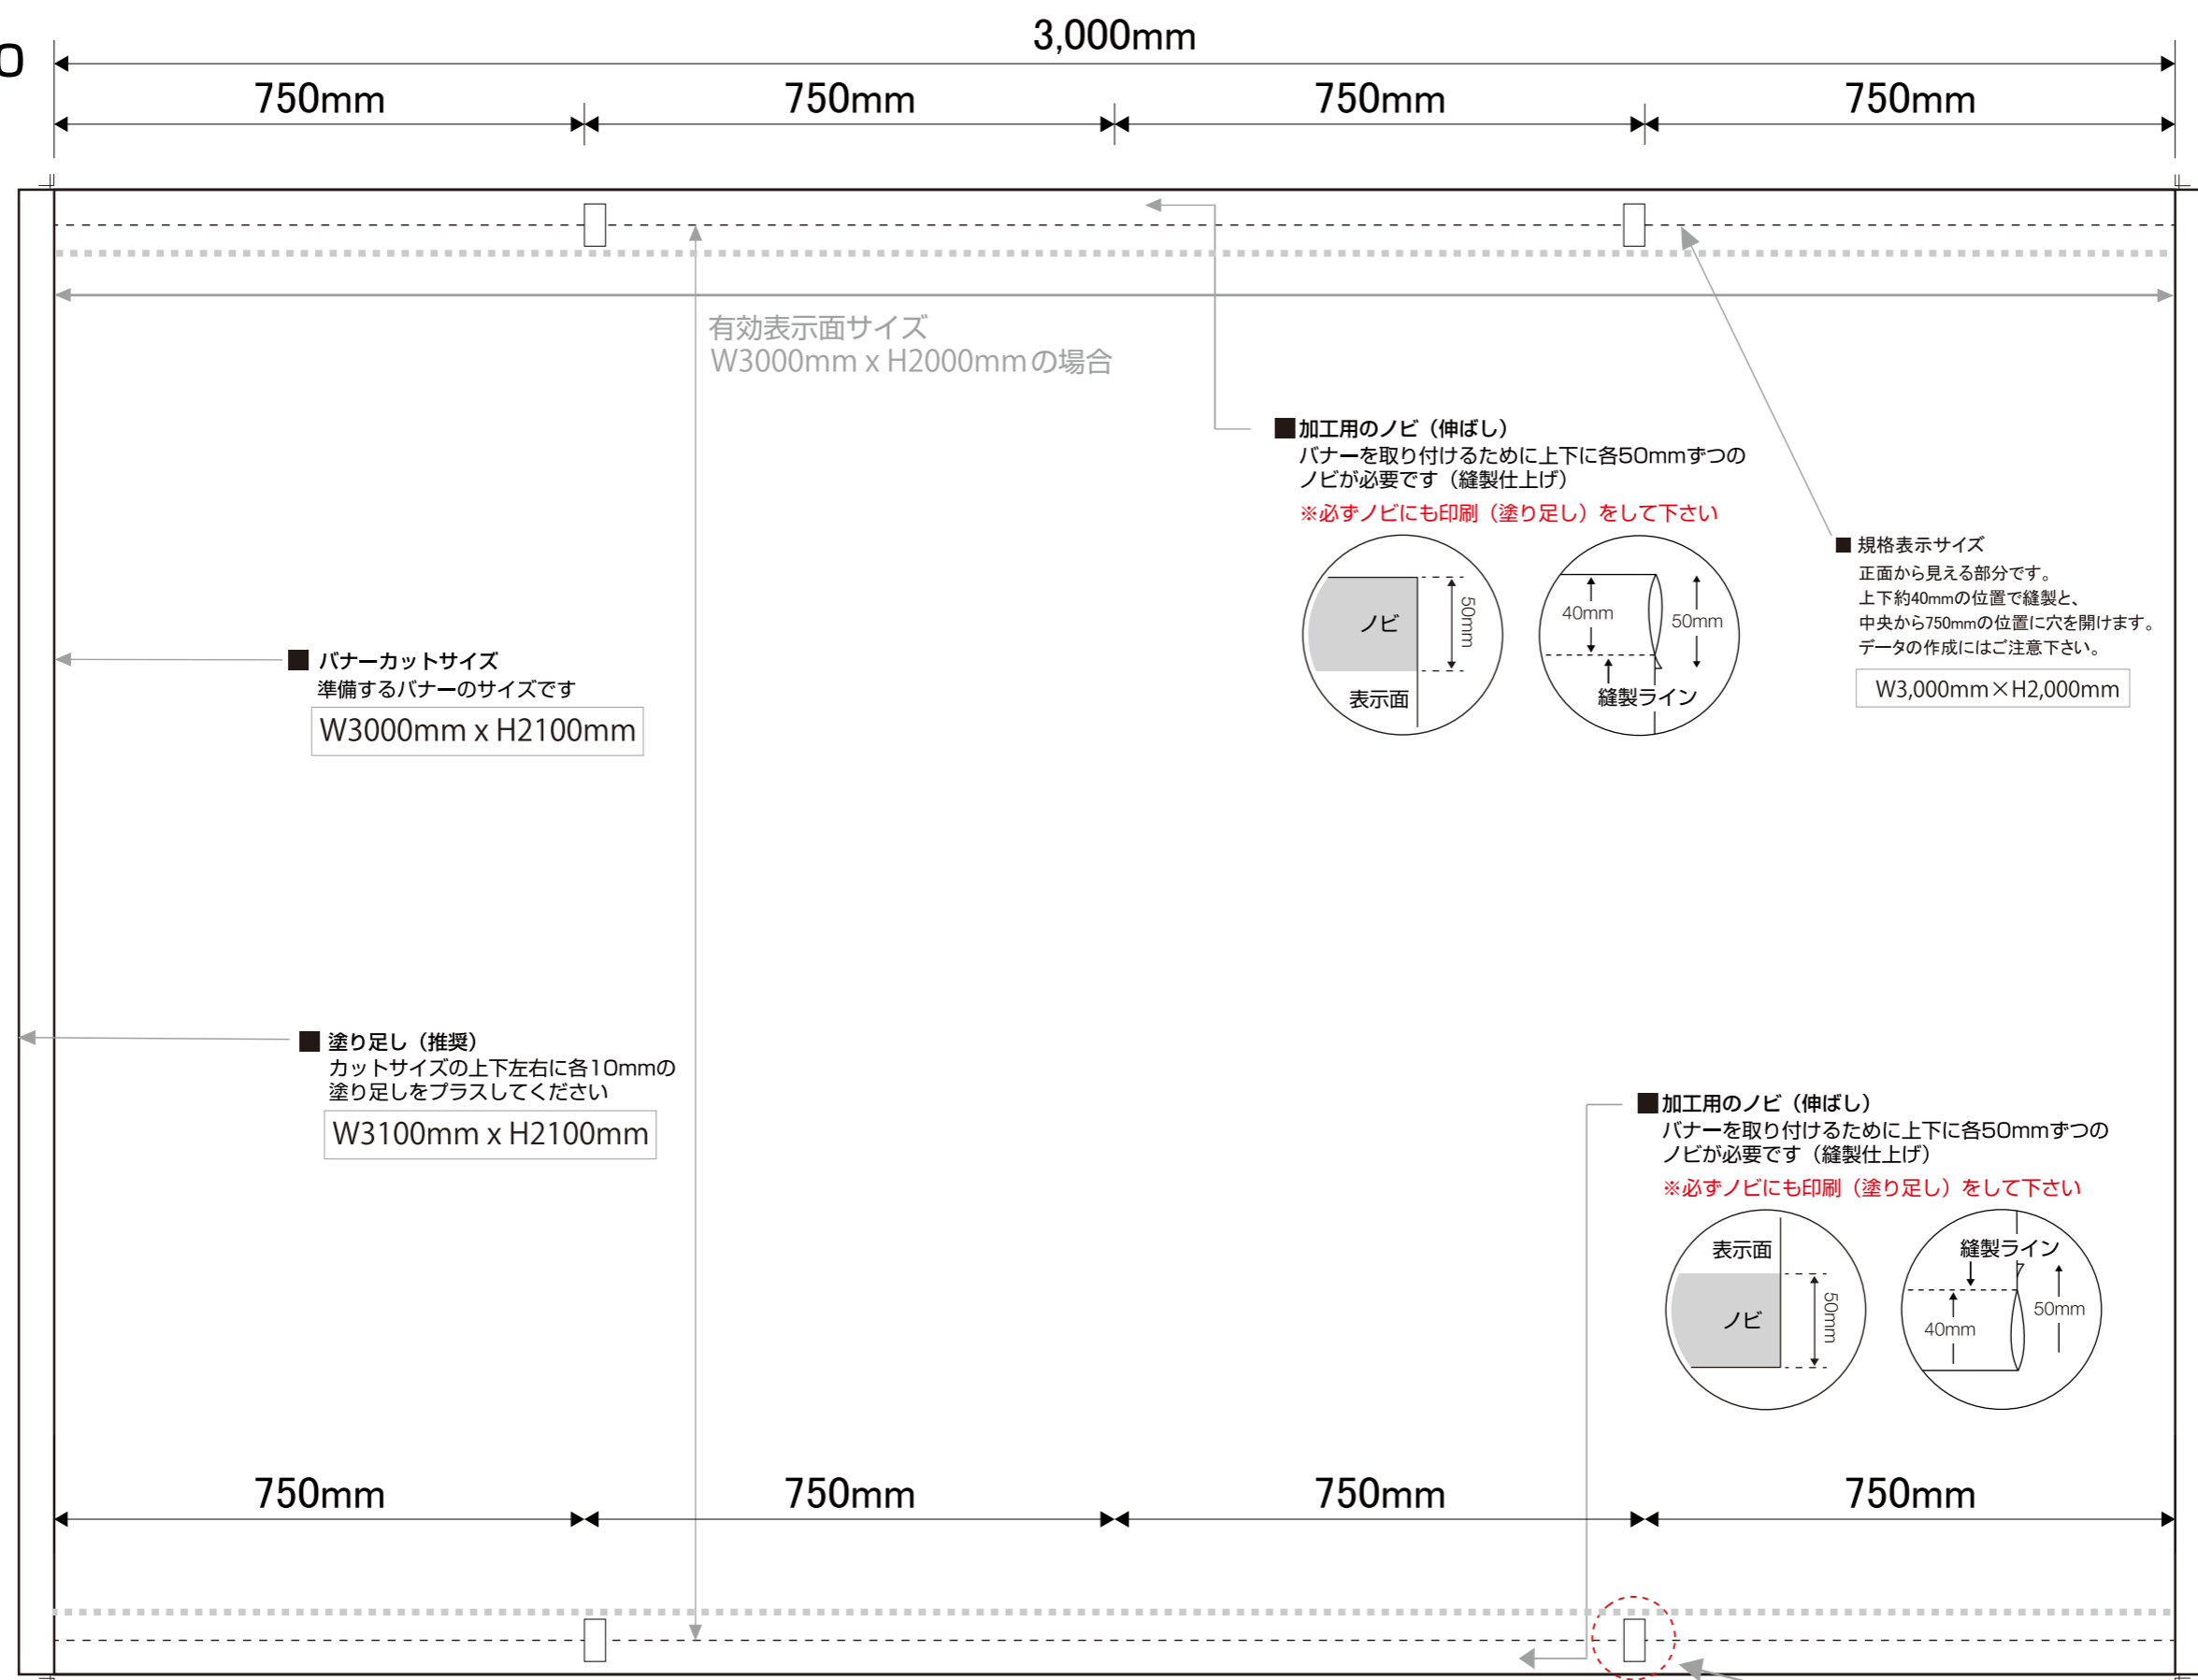 3,000mm
750mm 750mm 750mm 750mm
有効表示面サイズ
W3000mm x H2000mmの場合
■加工用のノビ（伸ばし）
バナーを取り付けるために上下に各50mmずつの
ノビが必要です（縫製仕上げ）
※必ずノビにも印刷（塗り足し）をして下さい
ノビ
50mm
表示面
40mm
50mm
縫製ライン
■ 規格表示サイズ
正面から見える部分です。
上下約40mmの位置で縫製と、
中央から750mmの位置に穴を開けます。
データの作成にはご注意下さい。
W3,000mm×H2,000mm
■ バナーカットサイズ
準備するバナーのサイズです
W3000mm x H2100mm
■ 塗り足し（推奨）
カットサイズの上下左右に各10mmの
塗り足しをプラスしてください
W3100mm x H2100mm
■加工用のノビ（伸ばし）
バナーを取り付けるために上下に各50mmずつの
ノビが必要です（縫製仕上げ）
※必ずノビにも印刷（塗り足し）をして下さい
表示面
ノビ
50mm
縫製ライン
40mm
50mm
750mm 750mm 750mm 750mm